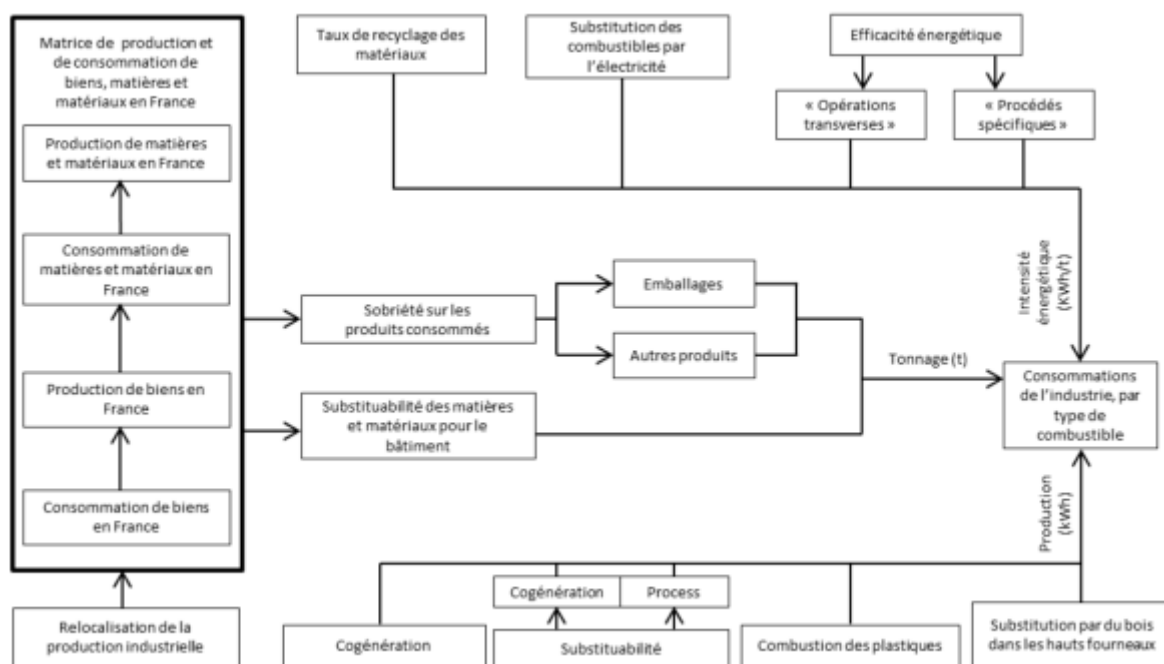 Matrice de production et
de consommation de
biens, matières et
matériaux en France
Production de matières
et matériaux en France
Consommation de
matières et matériaux en
France
Production de biens en
France
Consommation de biens
en France
Relocalisation de la
production industrielle
Taux de recyclage des
matériaux
Substitution des
combustibles par
l'électricité
Efficacité énergétique
« Opérations
transverses »
« Procédés
spécifiques »
Intensité
énergétique
(KWh/t)
Sobriété sur les
produits consommés
Emballages
Autres produits
Substituabilité des matières
et matériaux pour le
bâtiment
Tonnage (t)
Consommations
de l'industrie, par
type de
combustible
Production
(kWh)
Cogénération
Process
Cogénération
Substituabilité
Combustion des plastiques
Substitution par du bois
dans les hauts fourneaux